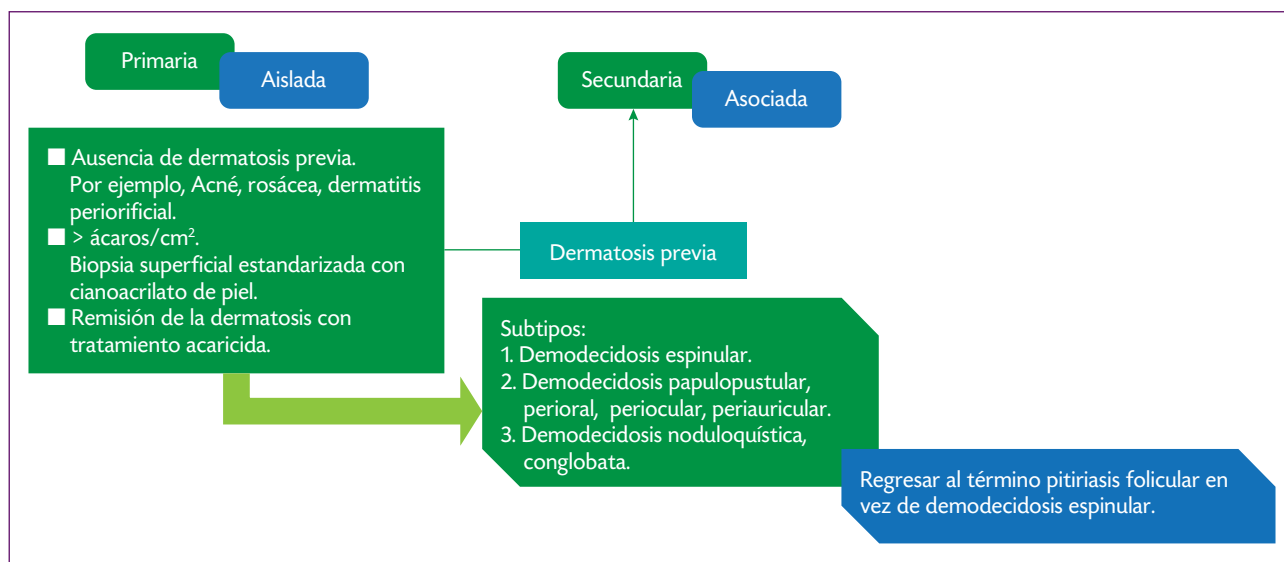 Primaria
Aislada
Secundaria
Asociada
■ Ausencia de dermatosis previa.
Por ejemplo, Acné, rosácea, dermatitis
periorificial.
■ > ácaros/cm².
Biopsia superficial estandarizada con
cianoacrilato de piel.
■ Remisión de la dermatosis con
tratamiento acaricida.
Dermatosis previa
Subtipos:
1. Demodecidosis espinular.
2. Demodecidosis papulopustular,
perioral, periocular, periauricular.
3. Demodecidosis noduloquística,
conglobata.
Regresar al término pitiriasis folicular en
vez de demodecidosis espinular.